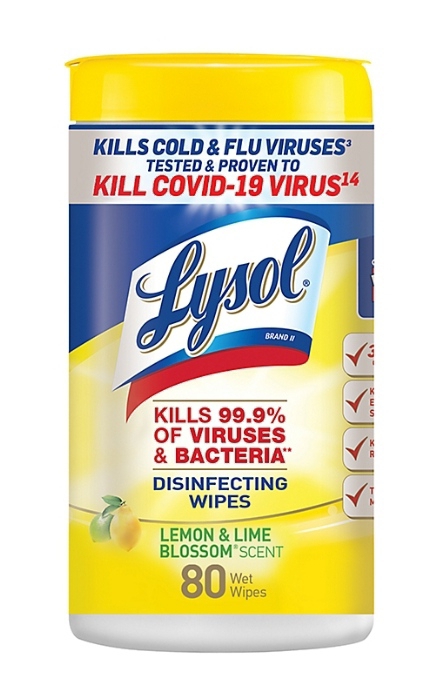 KILLS COLD & FLU VIRUSES³
TESTED & PROVEN TO
KILL COVID-19 VIRUS¹⁴
Lysol®
BRAND II
KILLS 99.9%
OF VIRUSES
& BACTERIA**
DISINFECTING
WIPES
LEMON & LIME
BLOSSOM® SCENT
80 Wet
Wipes